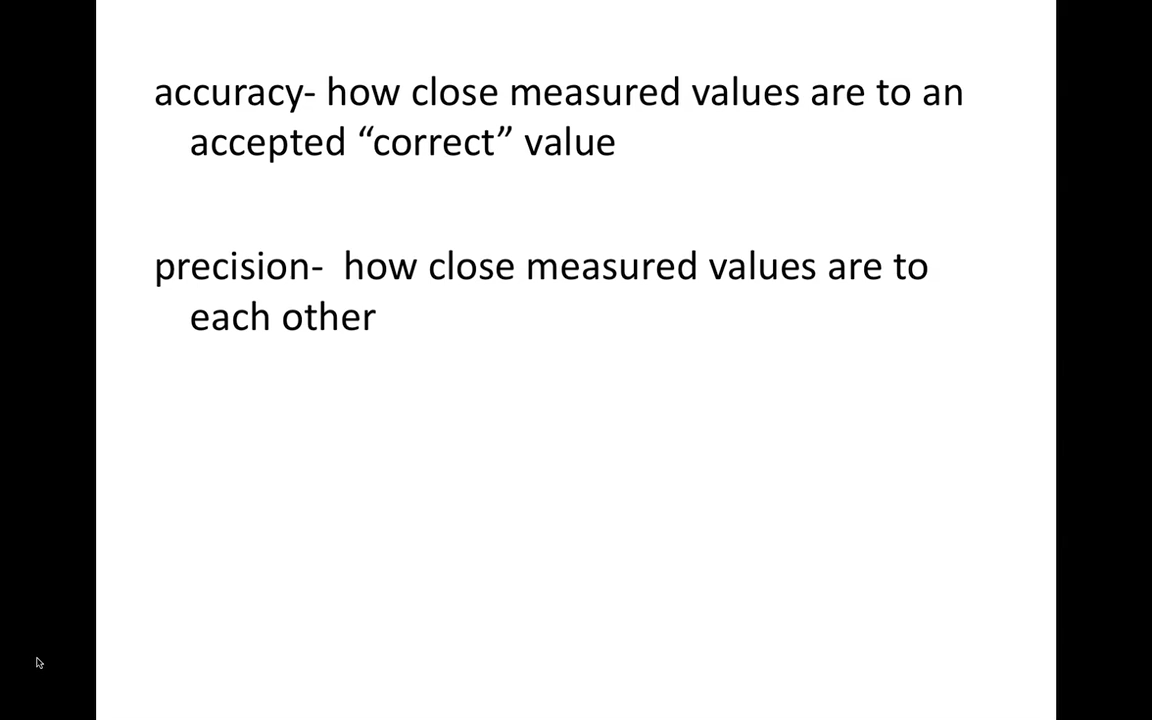 accuracy- how close measured values are to an
accepted “correct” value
precision-  how close measured values are to
each other